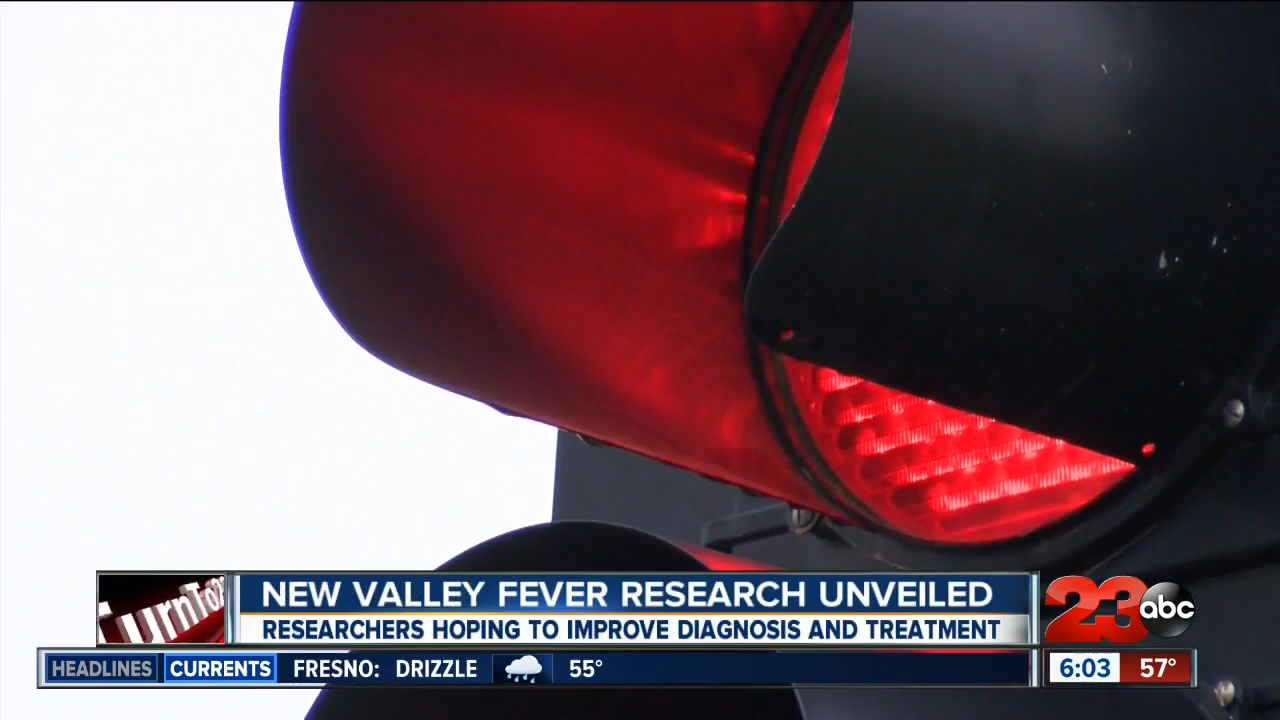 TurnTo23
NEW VALLEY FEVER RESEARCH UNVEILED
RESEARCHERS HOPING TO IMPROVE DIAGNOSIS AND TREATMENT
23 abc
HEADLINES CURRENTS FRESNO: DRIZZLE 55° 6:03 57°